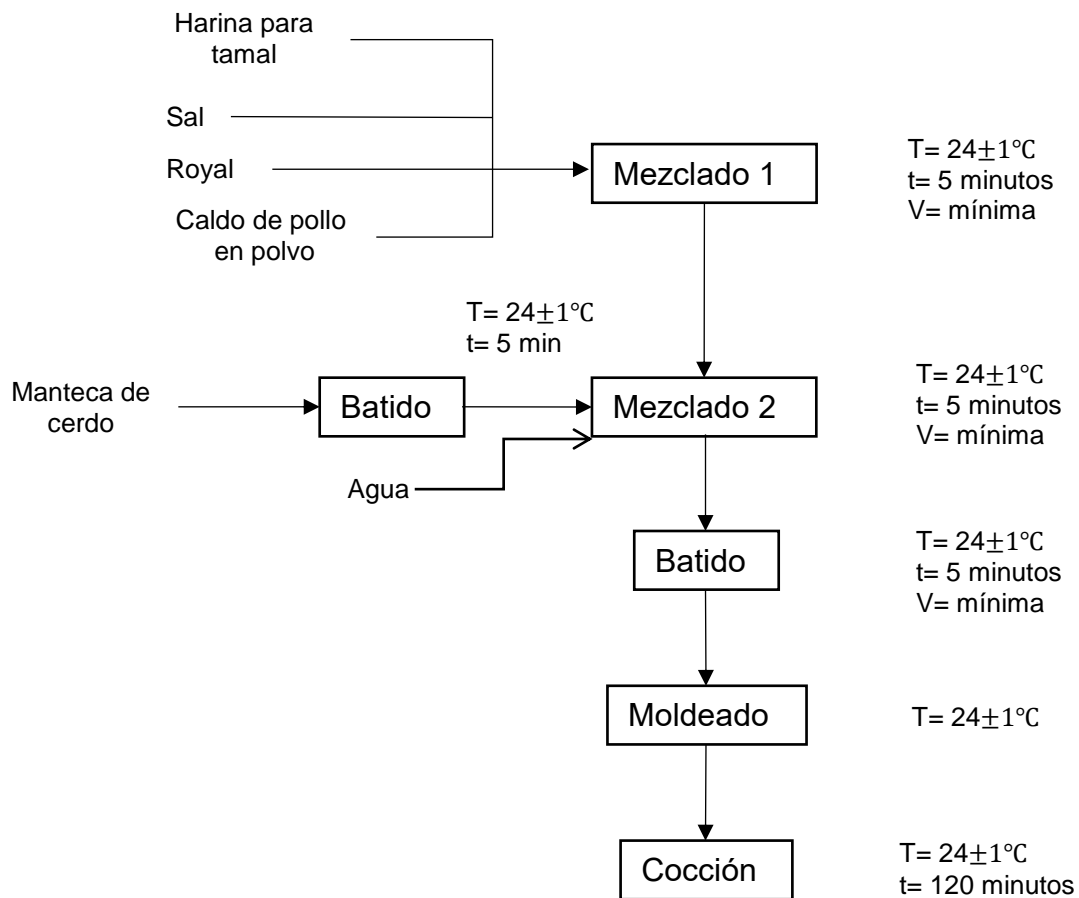 Harina para
tamal
Sal
Royal
Caldo de pollo
en polvo
Mezclado 1
T= 24±1℃
t= 5 minutos
V= mínima
T= 24±1℃
t= 5 min
Manteca de
cerdo
Batido
Mezclado 2
T= 24±1℃
t= 5 minutos
V= mínima
Agua
Batido
T= 24±1℃
t= 5 minutos
V= mínima
Moldeado
T= 24±1℃
Cocción
T= 24±1℃
t= 120 minutos